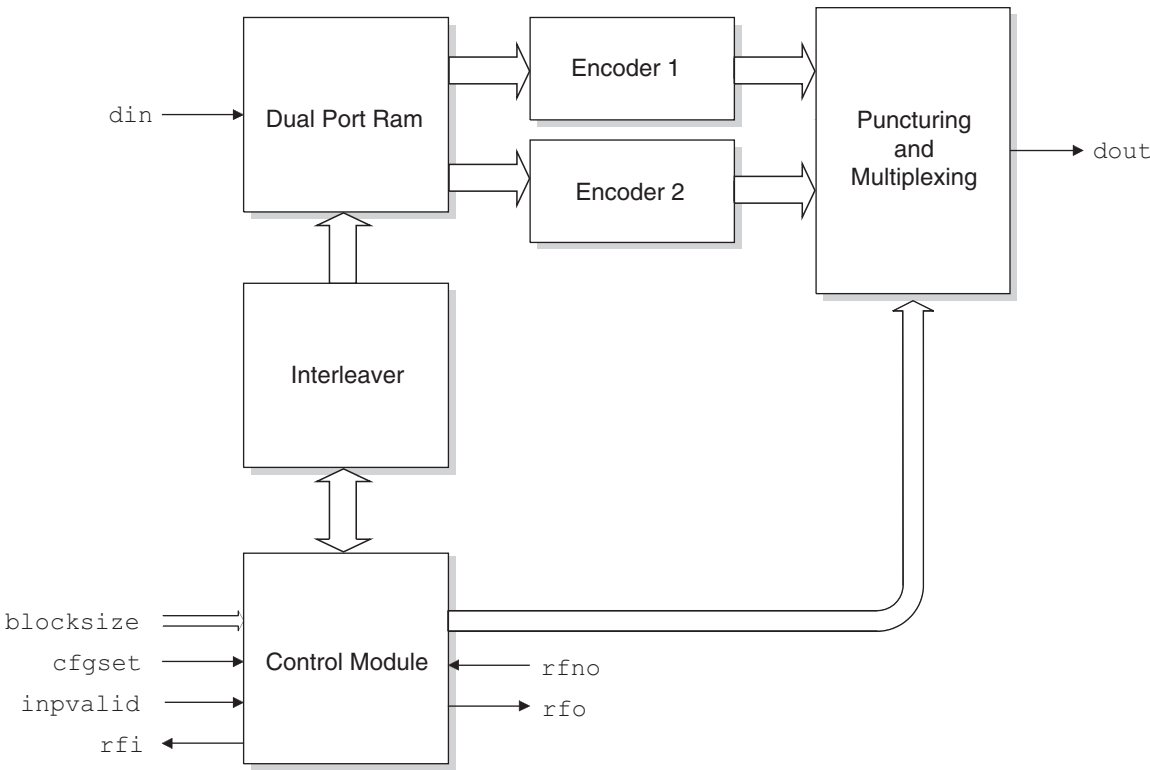 Encoder 1
din
Dual Port Ram
Puncturing
and
Multiplexing
dout
Encoder 2
Interleaver
blocksize
cfgset
Control Module
rfno
inpvalid
rfo
rfi